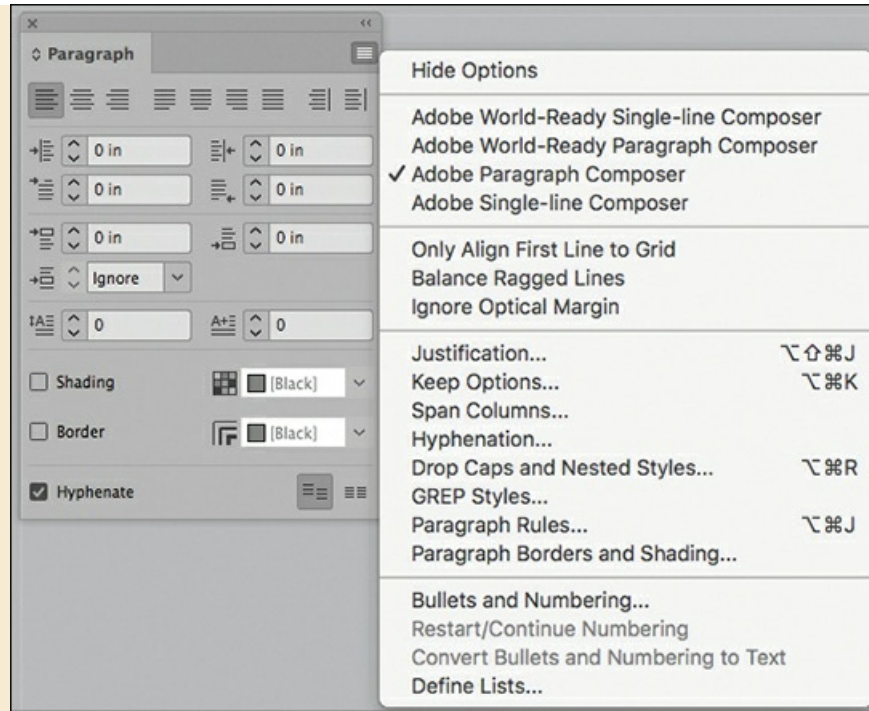 Paragraph
0 in 0 in
0 in 0 in
0 in 0 in
Ignore
0 0
Shading [Black]
Border [Black]
Hyphenate
Hide Options
Adobe World-Ready Single-line Composer
Adobe World-Ready Paragraph Composer
✓ Adobe Paragraph Composer
Adobe Single-line Composer
Only Align First Line to Grid
Balance Ragged Lines
Ignore Optical Margin
Justification... ⌥⇧⌘J
Keep Options... ⌥⌘K
Span Columns...
Hyphenation...
Drop Caps and Nested Styles... ⌥⌘R
GREP Styles...
Paragraph Rules... ⌥⌘J
Paragraph Borders and Shading...
Bullets and Numbering...
Restart/Continue Numbering
Convert Bullets and Numbering to Text
Define Lists...